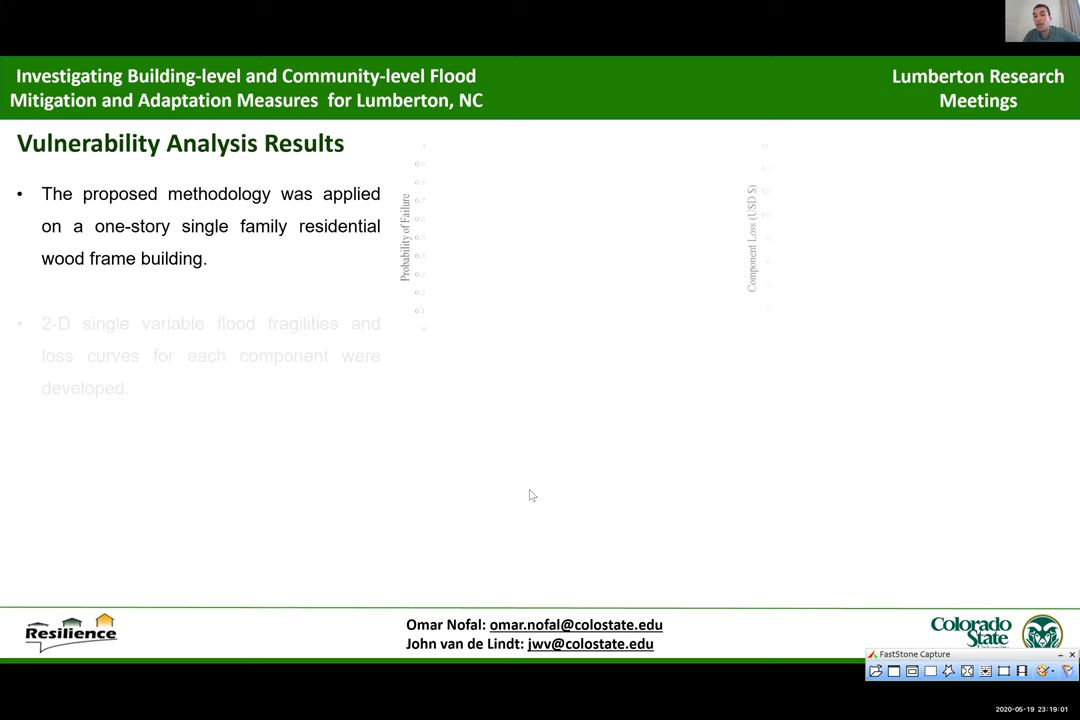 Investigating Building-level and Community-level Flood
Mitigation and Adaptation Measures for Lumberton, NC
Lumberton Research
Meetings
Vulnerability Analysis Results
• The proposed methodology was applied
on a one-story single family residential
wood frame building.
• 2-D single variable flood fragilities and
loss curves for each component were
developed.
Probability of Failure
Component Loss (USD $)
Resilience
Omar Nofal: omar.nofal@colostate.edu
John van de Lindt: jwv@colostate.edu
Colorado
State
FastStone Capture
2020-05-19 23:19:01